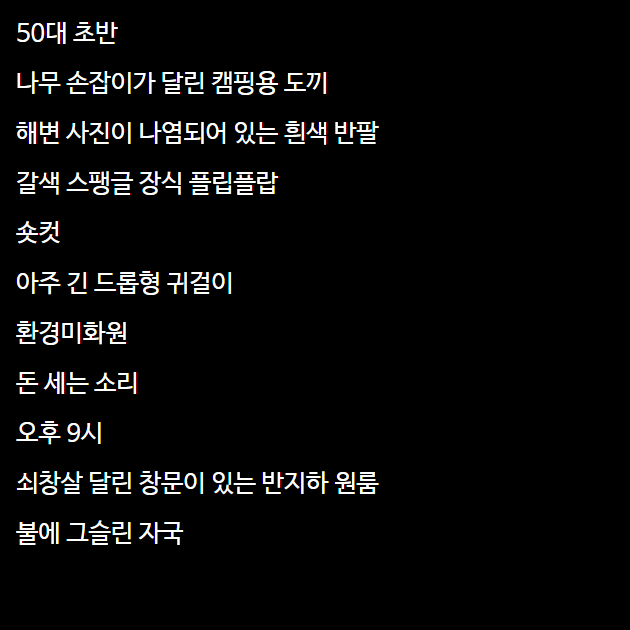 50대 초반
나무 손잡이가 달린 캠핑용 도끼
해변 사진이 나염되어 있는 흰색 반팔
갈색 스팽글 장식 플립플랍
숏컷
아주 긴 드롭형 귀걸이
환경미화원
돈 세는 소리
오후 9시
쇠창살 달린 창문이 있는 반지하 원룸
불에 그슬린 자국